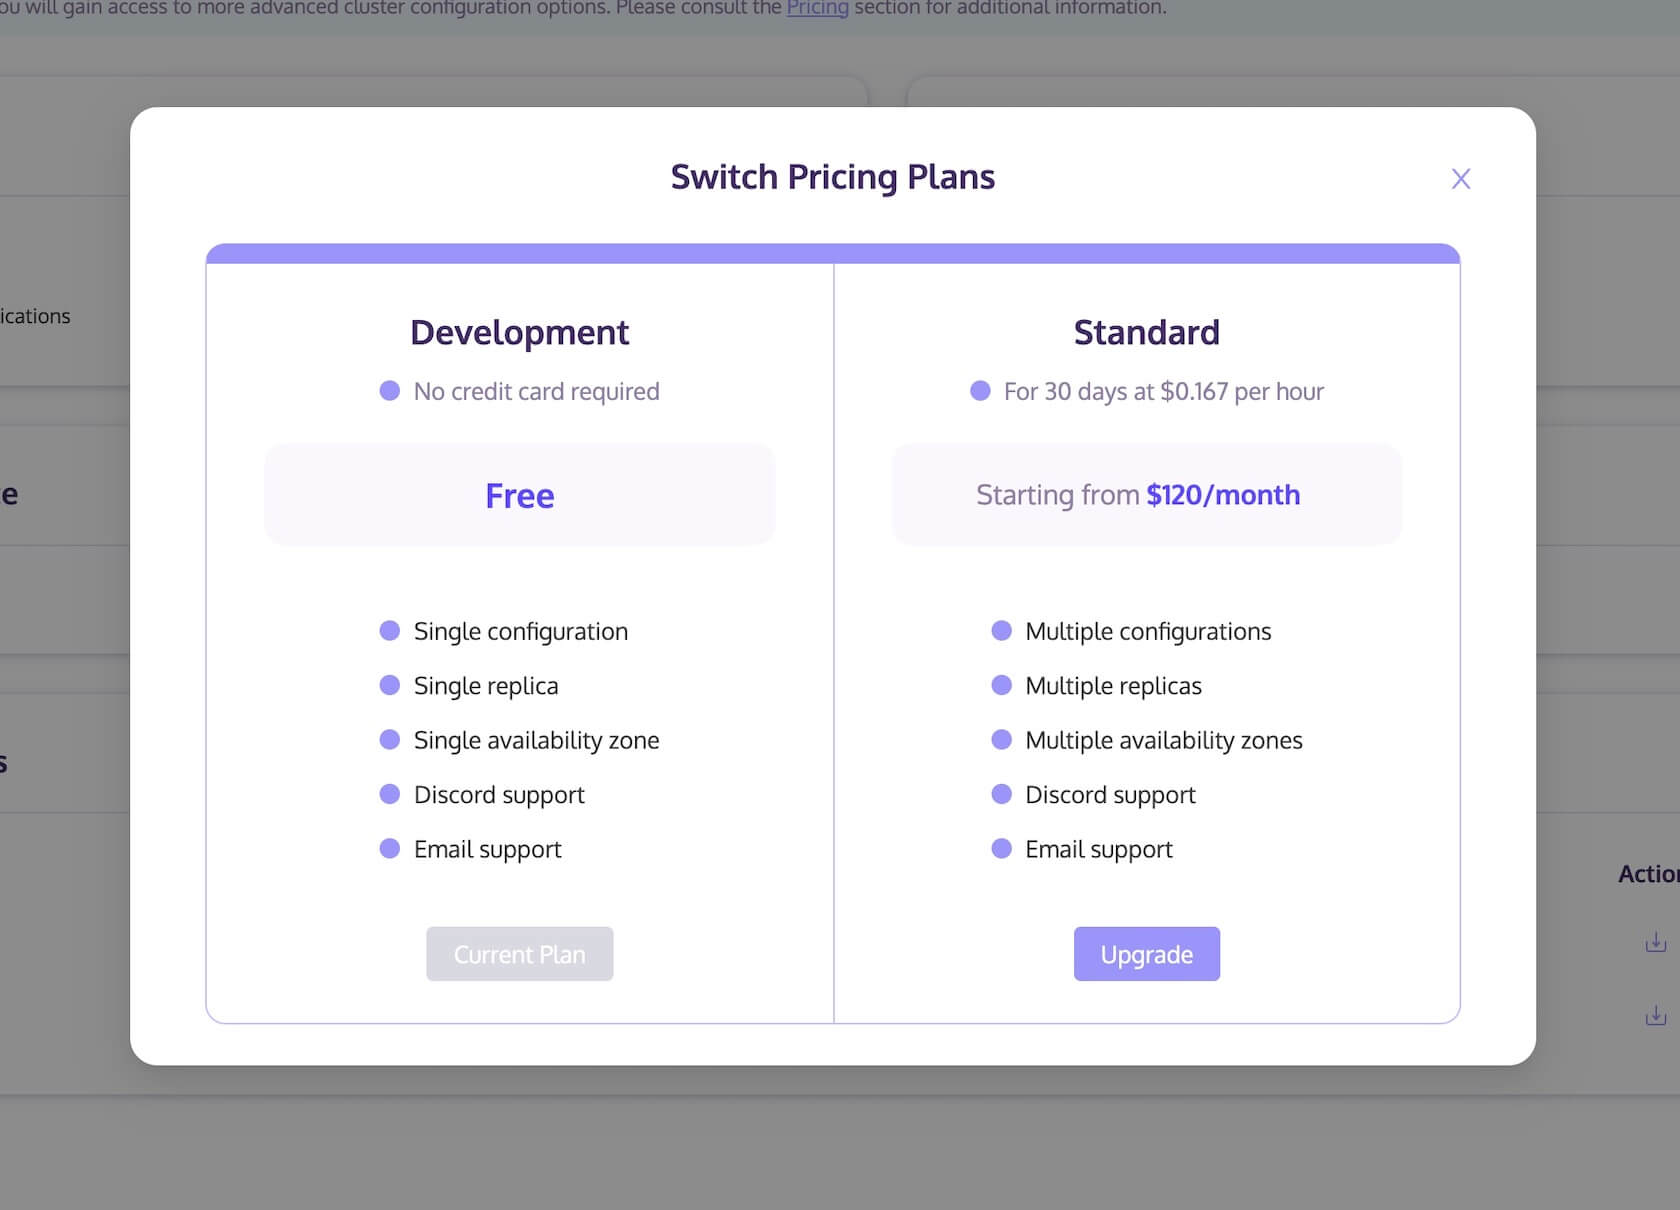 ou will gain access to more advanced cluster configuration options. Please consult the Pricing section for additional information.
Switch Pricing Plans
X
ications
Development
No credit card required
Free
Single configuration
Single replica
Single availability zone
Discord support
Email support
Current Plan
Standard
For 30 days at $0.167 per hour
Starting from $120/month
Multiple configurations
Multiple replicas
Multiple availability zones
Discord support
Email support
Upgrade
e
s
Action